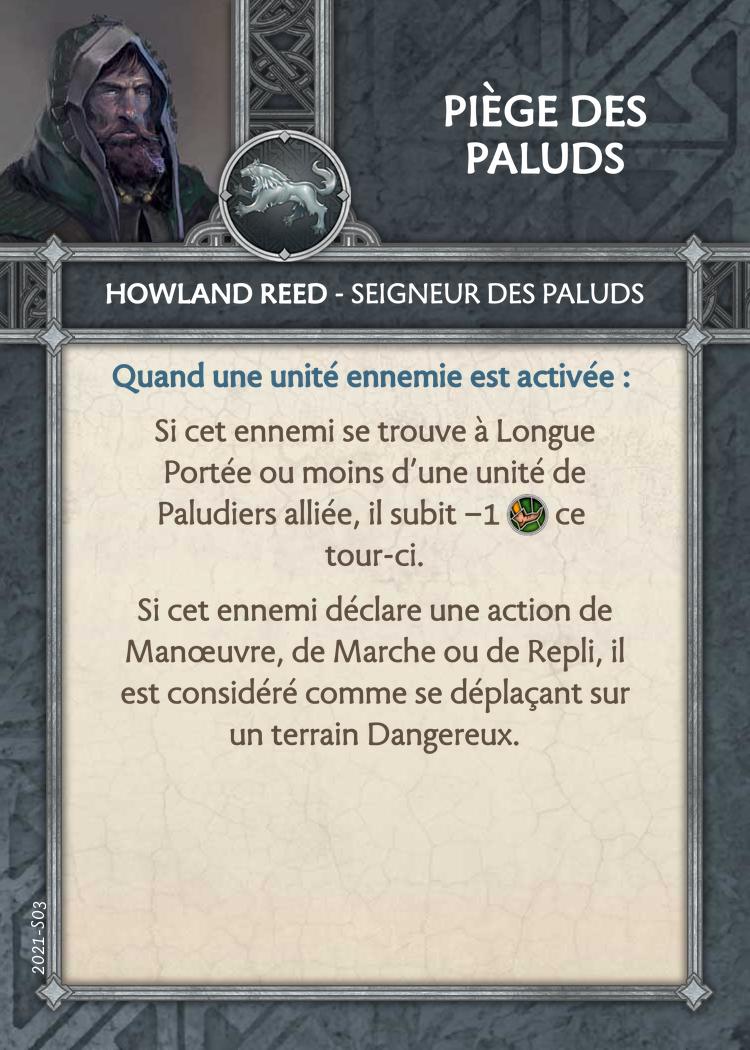 PIÈGE DES
PALUDS
HOWLAND REED - SEIGNEUR DES PALUDS
Quand une unité ennemie est activée :
Si cet ennemi se trouve à Longue
Portée ou moins d’une unité de
Paludiers alliée, il subit −1 ce
tour-ci.
Si cet ennemi déclare une action de
Manœuvre, de Marche ou de Repli, il
est considéré comme se déplaçant sur
un terrain Dangereux.
2021-S03